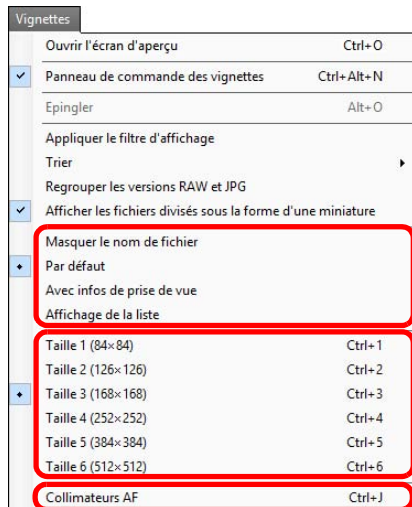 Vignettes
Ouvrir l'écran d'aperçu Ctrl+O
Panneau de commande des vignettes Ctrl+Alt+N
Epingler Alt+O
Appliquer le filtre d'affichage
Trier
Regrouper les versions RAW et JPG
Afficher les fichiers divisés sous la forme d'une miniature
Masquer le nom de fichier
Par défaut
Avec infos de prise de vue
Affichage de la liste
Taille 1 (84×84) Ctrl+1
Taille 2 (126×126) Ctrl+2
Taille 3 (168×168) Ctrl+3
Taille 4 (252×252) Ctrl+4
Taille 5 (384×384) Ctrl+5
Taille 6 (512×512) Ctrl+6
Collimateurs AF Ctrl+J